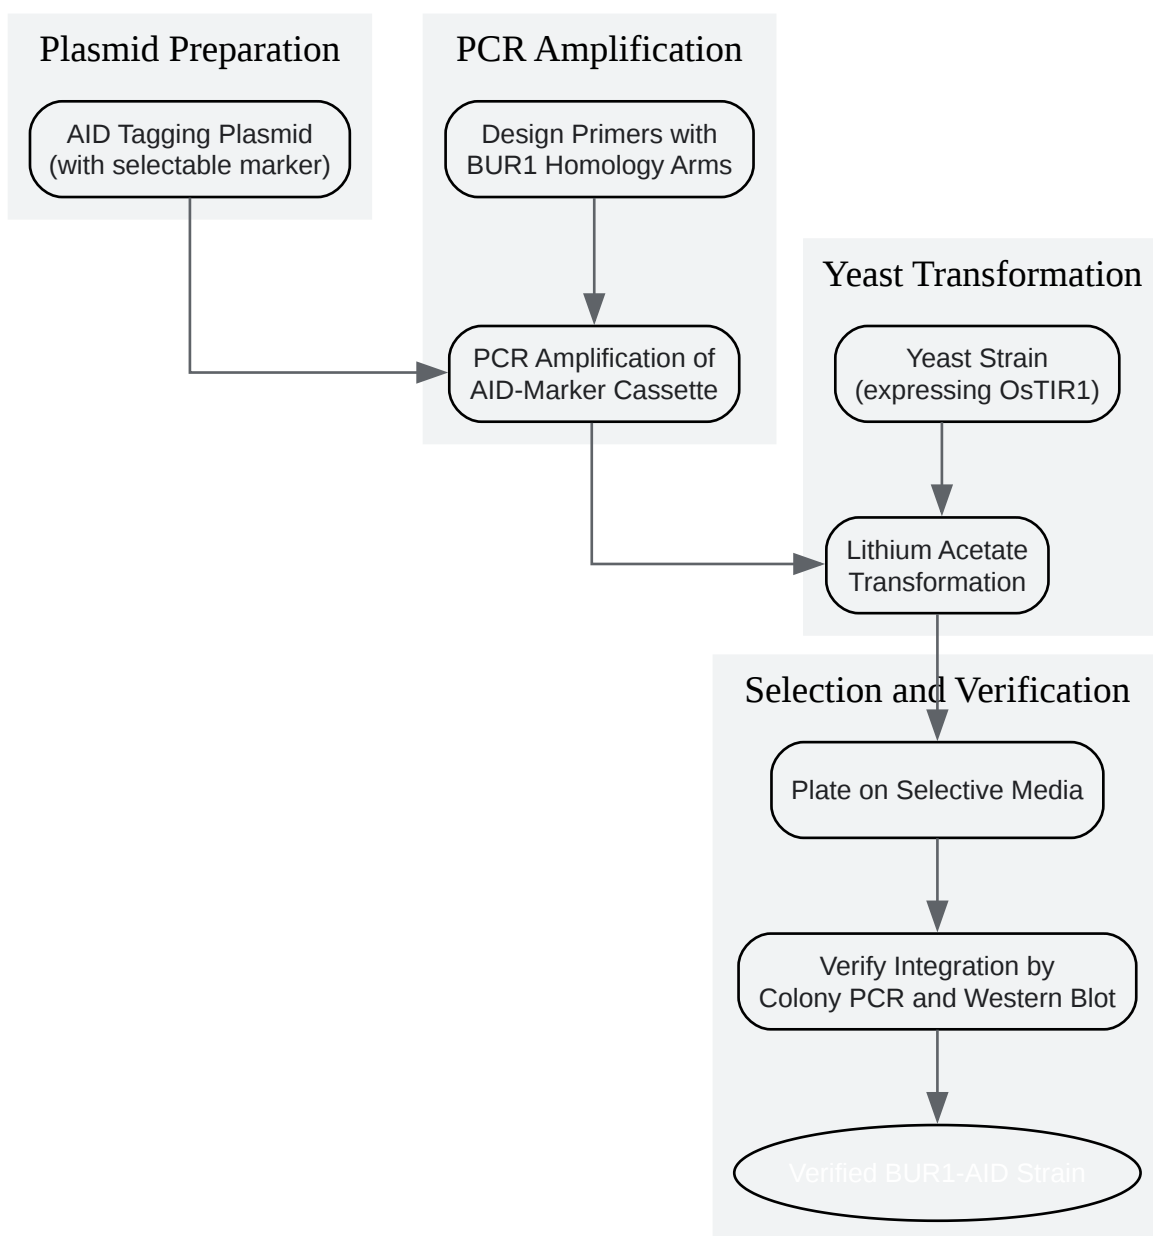 Plasmid Preparation
AID Tagging Plasmid
(with selectable marker)
PCR Amplification
Design Primers with
BUR1 Homology Arms
PCR Amplification of
AID-Marker Cassette
Yeast Transformation
Yeast Strain
(expressing OsTIR1)
Lithium Acetate
Transformation
Selection and Verification
Plate on Selective Media
Verify Integration by
Colony PCR and Western Blot
Verified BUR1-AID Strain